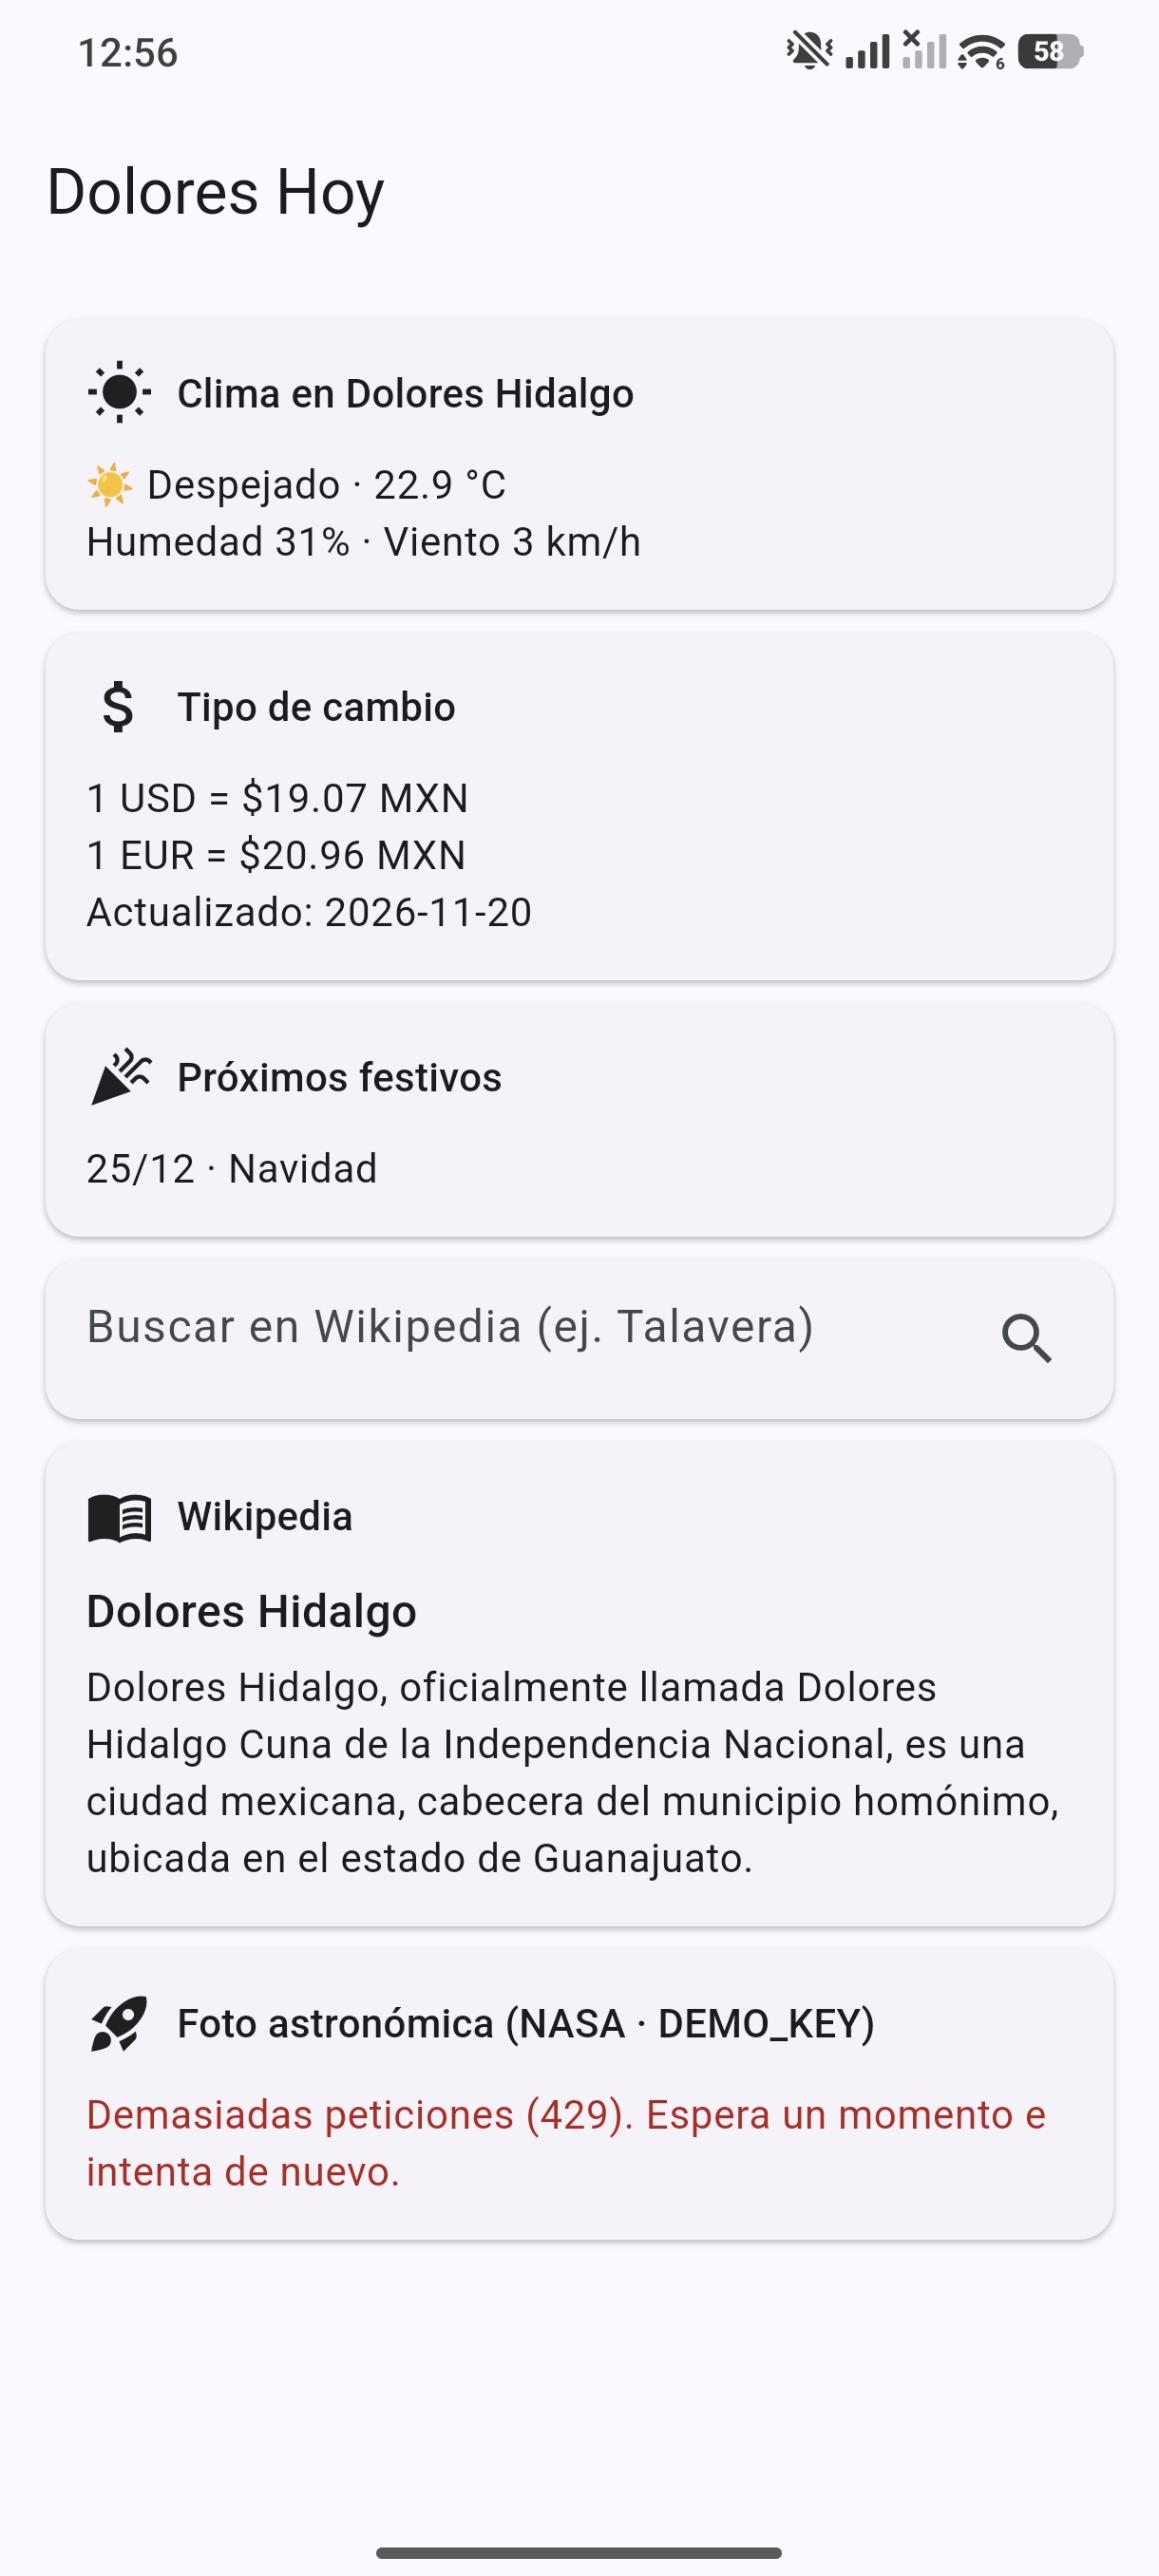 12:56
6
58
Dolores Hoy
Clima en Dolores Hidalgo
Despejado · 22.9 °C
Humedad 31% · Viento 3 km/h
$ Tipo de cambio
1 USD = $19.07 MXN
1 EUR = $20.96 MXN
Actualizado: 2026-11-20
Próximos festivos
25/12 · Navidad
Buscar en Wikipedia (ej. Talavera)
Wikipedia
Dolores Hidalgo
Dolores Hidalgo, oficialmente llamada Dolores
Hidalgo Cuna de la Independencia Nacional, es una
ciudad mexicana, cabecera del municipio homónimo,
ubicada en el estado de Guanajuato.
Foto astronómica (NASA · DEMO_KEY)
Demasiadas peticiones (429). Espera un momento e
intenta de nuevo.